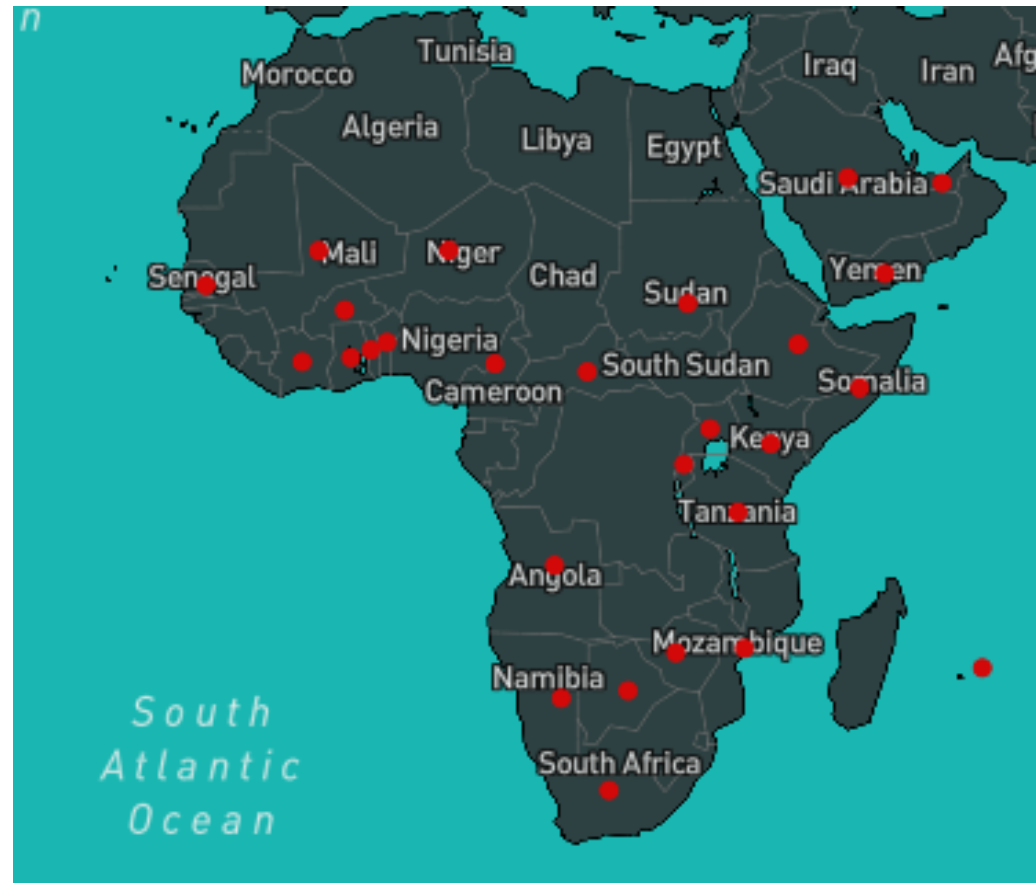 n
Tunisia
Morocco
Iraq
Iran
Afg
Algeria
Libya
Egypt
Saudi Arabia
Mali
Niger
Senegal
Chad
Yemen
Sudan
Nigeria
South Sudan
Cameroon
Somalia
Kenya
Tanzania
Angola
Mozambique
Namibia
South
Atlantic
Ocean
South Africa